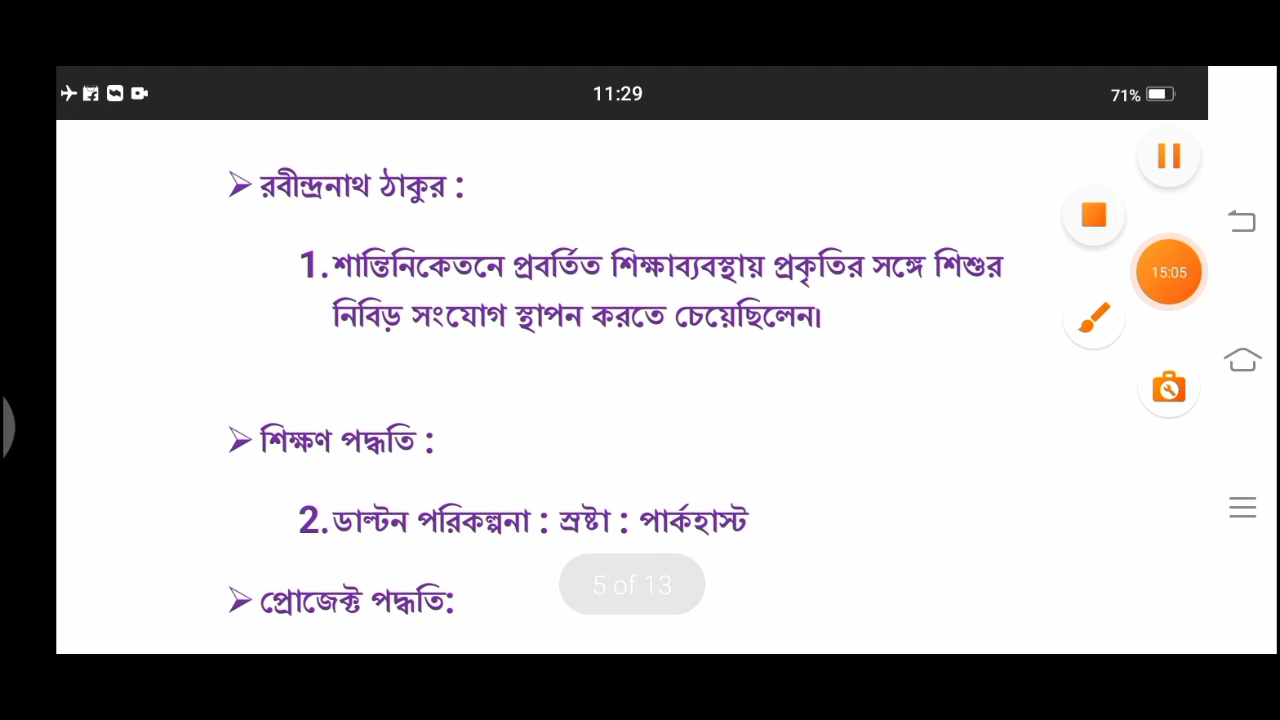 11:29
71%
➢ রবীন্দ্রনাথ ঠাকুর :
1. শান্তিনিকেতনে প্রবর্তিত শিক্ষাব্যবস্থায় প্রকৃতির সঙ্গে শিশুর
নিবিড় সংযোগ স্থাপন করতে চেয়েছিলেন।
15:05
➢ শিক্ষণ পদ্ধতি :
2. ডাল্টন পরিকল্পনা : স্রষ্টা : পার্কহাস্ট
5 of 13
➢ প্রোজেক্ট পদ্ধতি: